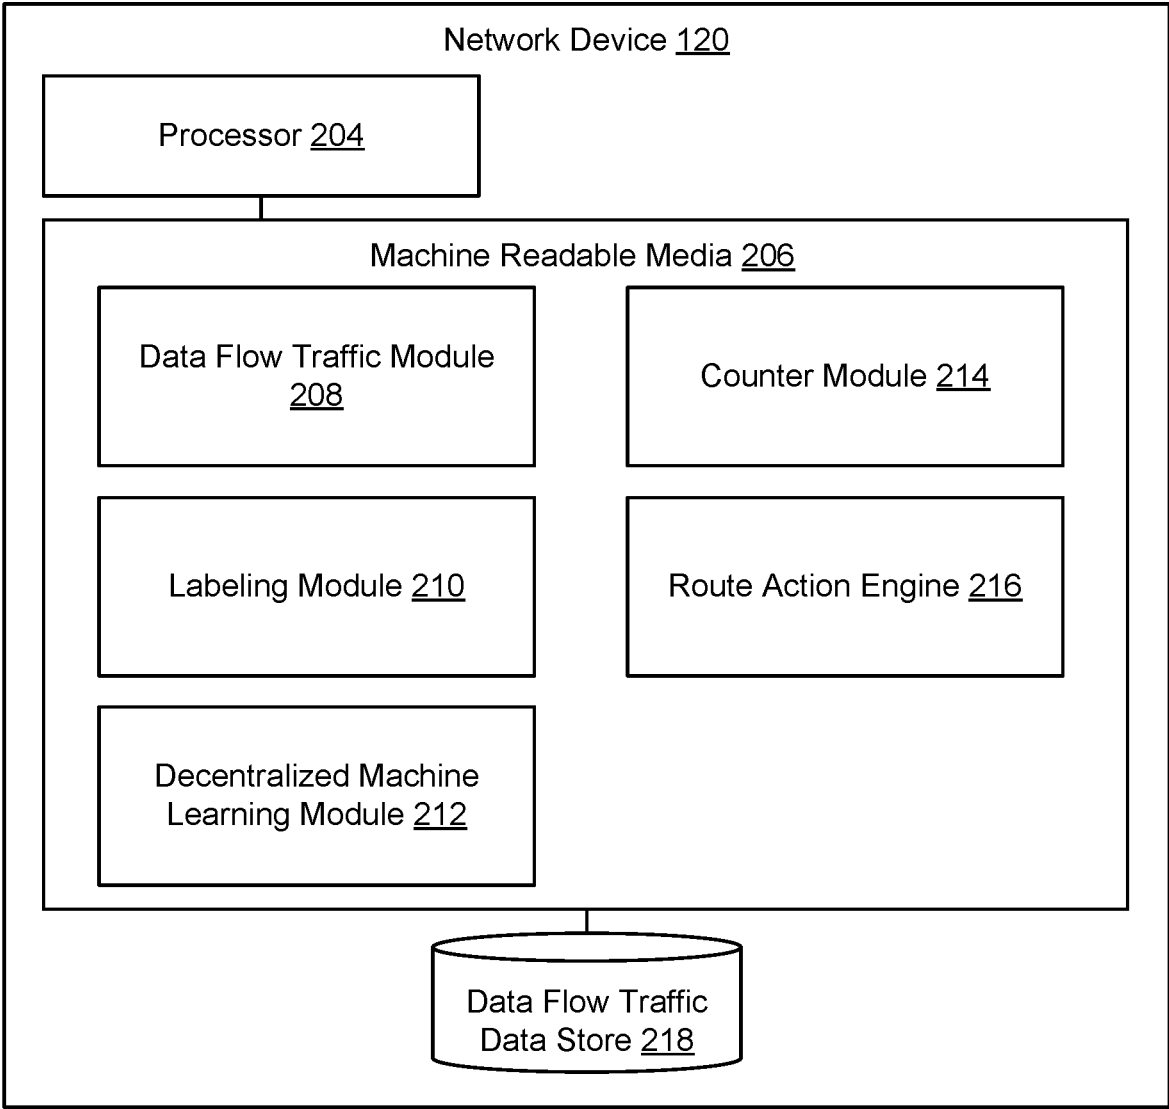 Network Device 120
Processor 204
Machine Readable Media 206
Data Flow Traffic Module
208
Counter Module 214
Labeling Module 210
Route Action Engine 216
Decentralized Machine
Learning Module 212
Data Flow Traffic
Data Store 218